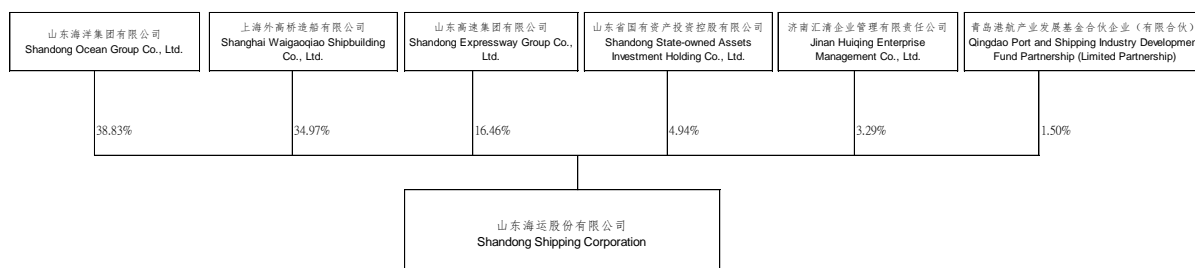 山东海洋集团有限公司
Shandong Ocean Group Co., Ltd.
上海外高桥造船有限公司
Shanghai Waigaoqiao Shipbuilding
Co., Ltd.
山东高速集团有限公司
Shandong Expressway Group Co.,
Ltd.
山东省国有资产投资控股有限公司
Shandong State-owned Assets
Investment Holding Co., Ltd.
济南汇清企业管理有限责任公司
Jinan Huiqing Enterprise
Management Co., Ltd.
青岛港航产业发展基金合伙企业（有限合伙）
Qingdao Port and Shipping Industry Developmen
Fund Partnership (Limited Partnership)
38.83%
34.97%
16.46%
4.94%
3.29%
1.50%
山东海运股份有限公司
Shandong Shipping Corporation